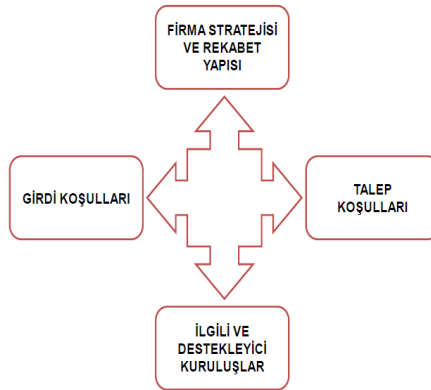 FİRMA STRATEJİSİ
VE REKABET
YAPISI
GİRDİ KOŞULLARI
TALEP
KOŞULLARI
İLGİLİ VE
DESTEKLEYİCİ
KURULUŞLAR